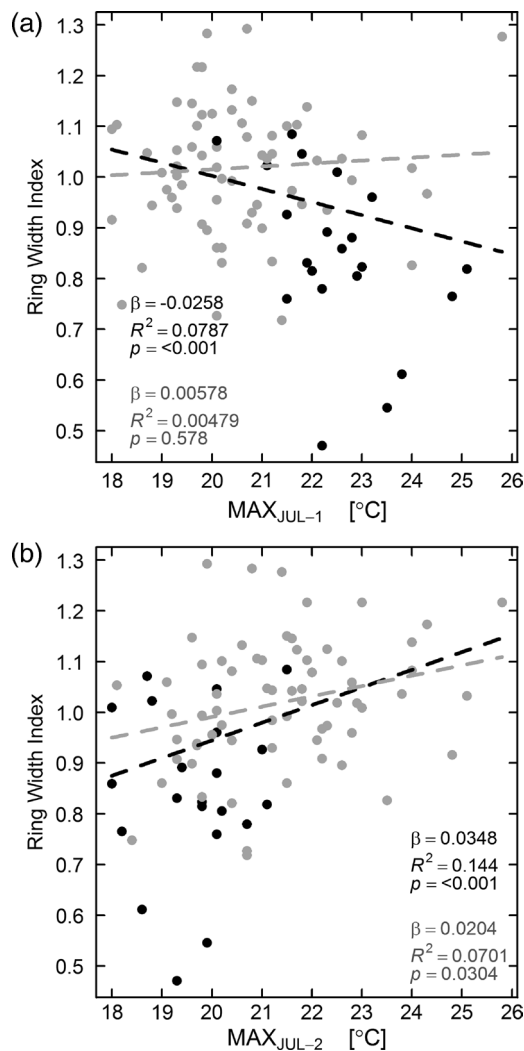 (a)
1.3
1.2
1.1
1.0
0.9
0.8
0.7
0.6
0.5
Ring Width Index
β = -0.0258
R² = 0.0787
p = <0.001
β = 0.00578
R² = 0.00479
p = 0.578
18 19 20 21 22 23 24 25 26
MAX_JUL–1 [°C]
(b)
1.3
1.2
1.1
1.0
0.9
0.8
0.7
0.6
0.5
Ring Width Index
β = 0.0348
R² = 0.144
p = <0.001
β = 0.0204
R² = 0.0701
p = 0.0304
18 19 20 21 22 23 24 25 26
MAX_JUL–2 [°C]